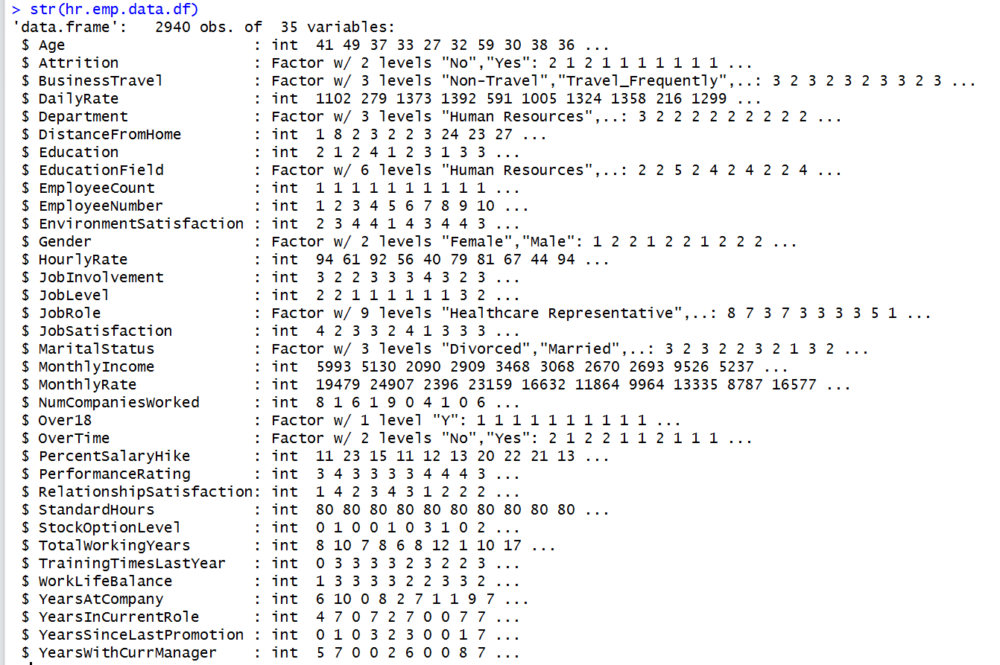 > str(hr.emp.data.df)
'data.frame':   2940 obs. of  35 variables:
 $ Age                     : int  41 49 37 33 27 32 59 30 38 36 ...
 $ Attrition               : Factor w/ 2 levels "No","Yes": 2 1 2 1 1 1 1 1 1 1 ...
 $ BusinessTravel          : Factor w/ 3 levels "Non-Travel","Travel_Frequently",..: 3 2 3 2 3 2 3 3 2 3 ...
 $ DailyRate               : int  1102 279 1373 1392 591 1005 1324 1358 216 1299 ...
 $ Department              : Factor w/ 3 levels "Human Resources",..: 3 2 2 2 2 2 2 2 2 2 ...
 $ DistanceFromHome        : int  1 8 2 3 2 2 3 24 23 27 ...
 $ Education               : int  2 1 2 4 1 2 3 1 3 3 ...
 $ EducationField          : Factor w/ 6 levels "Human Resources",..: 2 2 5 2 4 2 4 2 2 4 ...
 $ EmployeeCount           : int  1 1 1 1 1 1 1 1 1 1 ...
 $ EmployeeNumber          : int  1 2 3 4 5 6 7 8 9 10 ...
 $ EnvironmentSatisfaction : int  2 3 4 4 1 4 3 4 4 3 ...
 $ Gender                  : Factor w/ 2 levels "Female","Male": 1 2 2 1 2 2 1 2 2 2 ...
 $ HourlyRate              : int  94 61 92 56 40 79 81 67 44 94 ...
 $ JobInvolvement          : int  3 2 2 3 3 3 4 3 2 3 ...
 $ JobLevel                : int  2 2 1 1 1 1 1 1 3 2 ...
 $ JobRole                 : Factor w/ 9 levels "Healthcare Representative",..: 8 7 3 7 3 3 3 3 5 1 ...
 $ JobSatisfaction         : int  4 2 3 3 2 4 1 3 3 3 ...
 $ MaritalStatus           : Factor w/ 3 levels "Divorced","Married",..: 3 2 3 2 2 3 2 1 3 2 ...
 $ MonthlyIncome           : int  5993 5130 2090 2909 3468 3068 2670 2693 9526 5237 ...
 $ MonthlyRate             : int  19479 24907 2396 23159 16632 11864 9964 13335 8787 16577 ...
 $ NumCompaniesWorked      : int  8 1 6 1 9 0 4 1 0 6 ...
 $ Over18                  : Factor w/ 1 level "Y": 1 1 1 1 1 1 1 1 1 1 ...
 $ OverTime                : Factor w/ 2 levels "No","Yes": 2 1 2 2 1 1 2 1 1 1 ...
 $ PercentSalaryHike       : int  11 23 15 11 12 13 20 22 21 13 ...
 $ PerformanceRating       : int  3 4 3 3 3 3 4 4 4 3 ...
 $ RelationshipSatisfaction: int  1 4 2 3 4 3 1 2 2 2 ...
 $ StandardHours           : int  80 80 80 80 80 80 80 80 80 80 ...
 $ StockOptionLevel        : int  0 1 0 0 1 0 3 1 0 2 ...
 $ TotalWorkingYears       : int  8 10 7 8 6 8 12 1 10 17 ...
 $ TrainingTimesLastYear   : int  0 3 3 3 3 2 3 2 2 3 ...
 $ WorkLifeBalance         : int  1 3 3 3 3 2 2 3 3 2 ...
 $ YearsAtCompany          : int  6 10 0 8 2 7 1 1 9 7 ...
 $ YearsInCurrentRole      : int  4 7 0 7 2 7 0 0 7 7 ...
 $ YearsSinceLastPromotion : int  0 1 0 3 2 3 0 0 1 7 ...
 $ YearsWithCurrManager    : int  5 7 0 0 2 6 0 0 8 7 ...